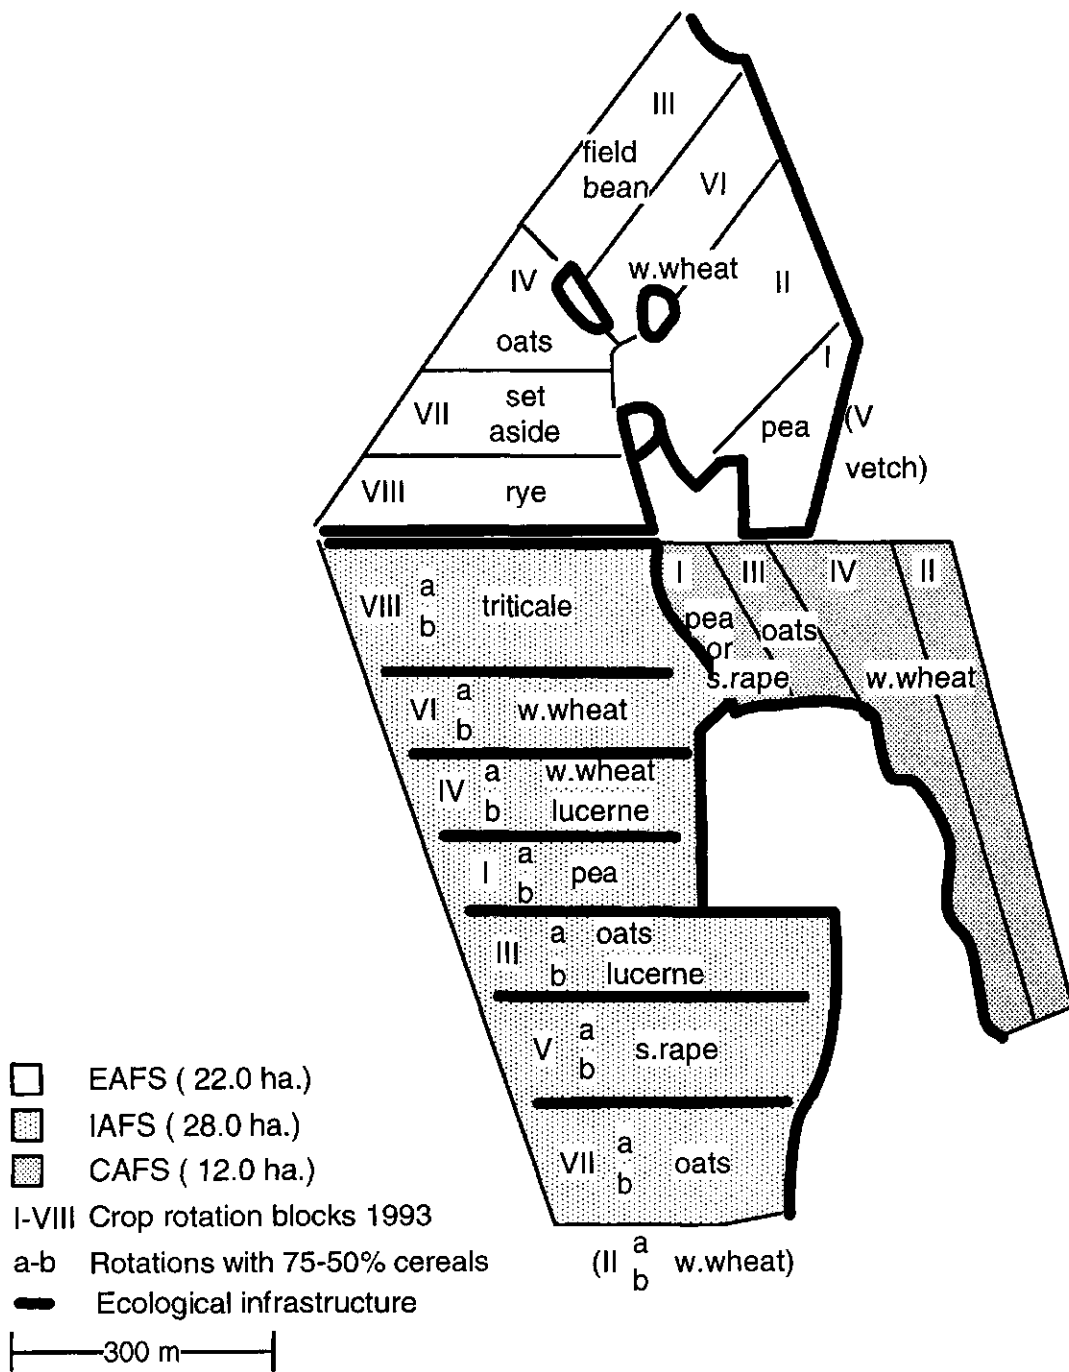 III
field
bean
VI
IV
w.wheat
II
oats
I
VII
set
aside
pea
(V
vetch)
VIII
rye
VIII a b triticale
I
III
IV
II
pea
or
s.rape
oats
w.wheat
VI a b w.wheat
IV a w.wheat
b lucerne
I a b pea
III a oats
b lucerne
V a b s.rape
VII a b oats
(II a b w.wheat)
EAFS ( 22.0 ha.)
IAFS ( 28.0 ha.)
CAFS ( 12.0 ha.)
I-VIII Crop rotation blocks 1993
a-b Rotations with 75-50% cereals
Ecological infrastructure
300 m